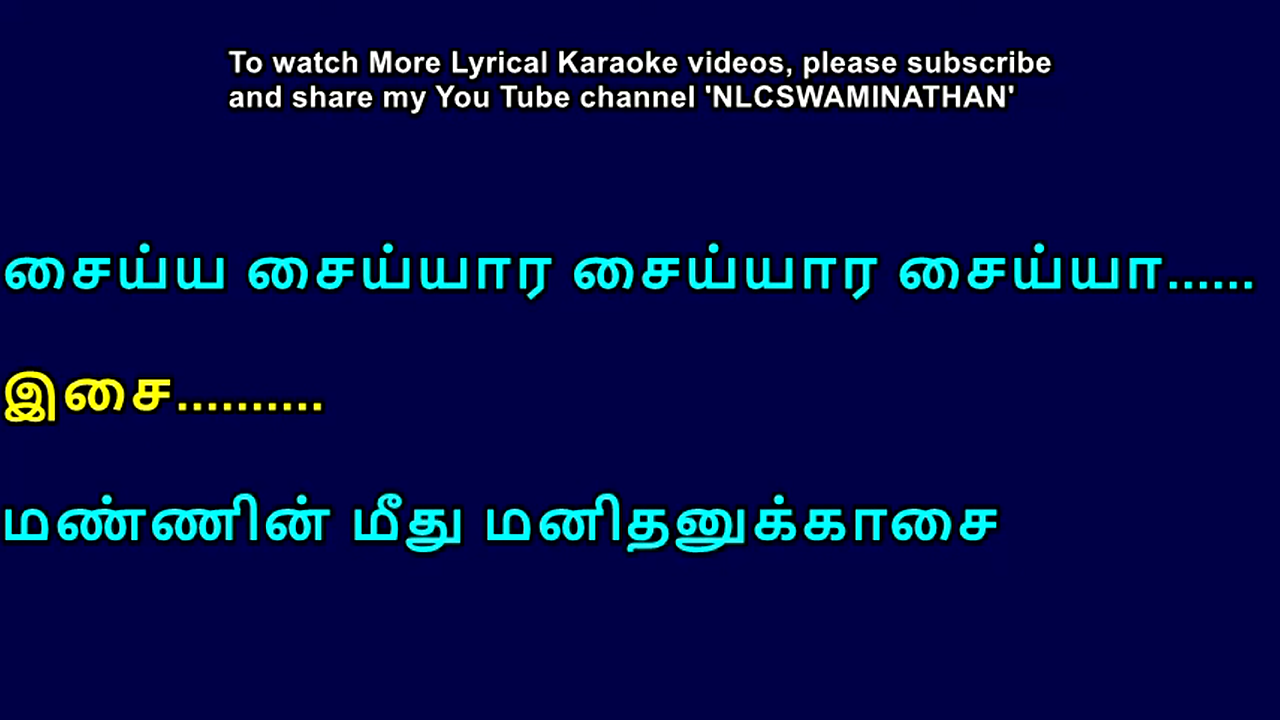 To watch More Lyrical Karaoke videos, please subscribe
and share my You Tube channel 'NLCSWAMINATHAN'
சைய்ய சைய்யார சைய்யார சைய்யா......
இசை..........
மண்ணின் மீது மனிதனுக்காசை